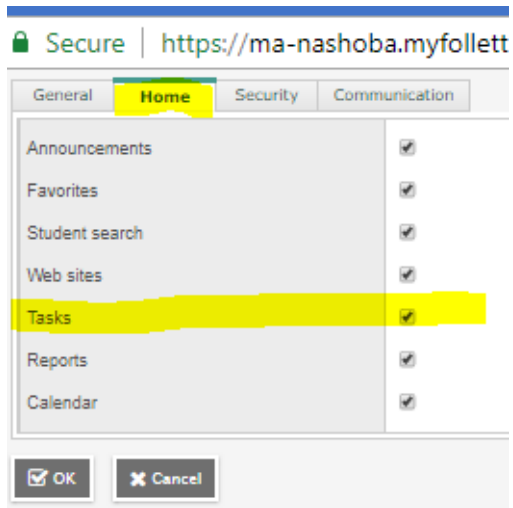 Secure | https://ma-nashoba.myfollett
General Home Security Communication
Announcements
Favorites
Student search
Web sites
Tasks
Reports
Calendar
OK Cancel